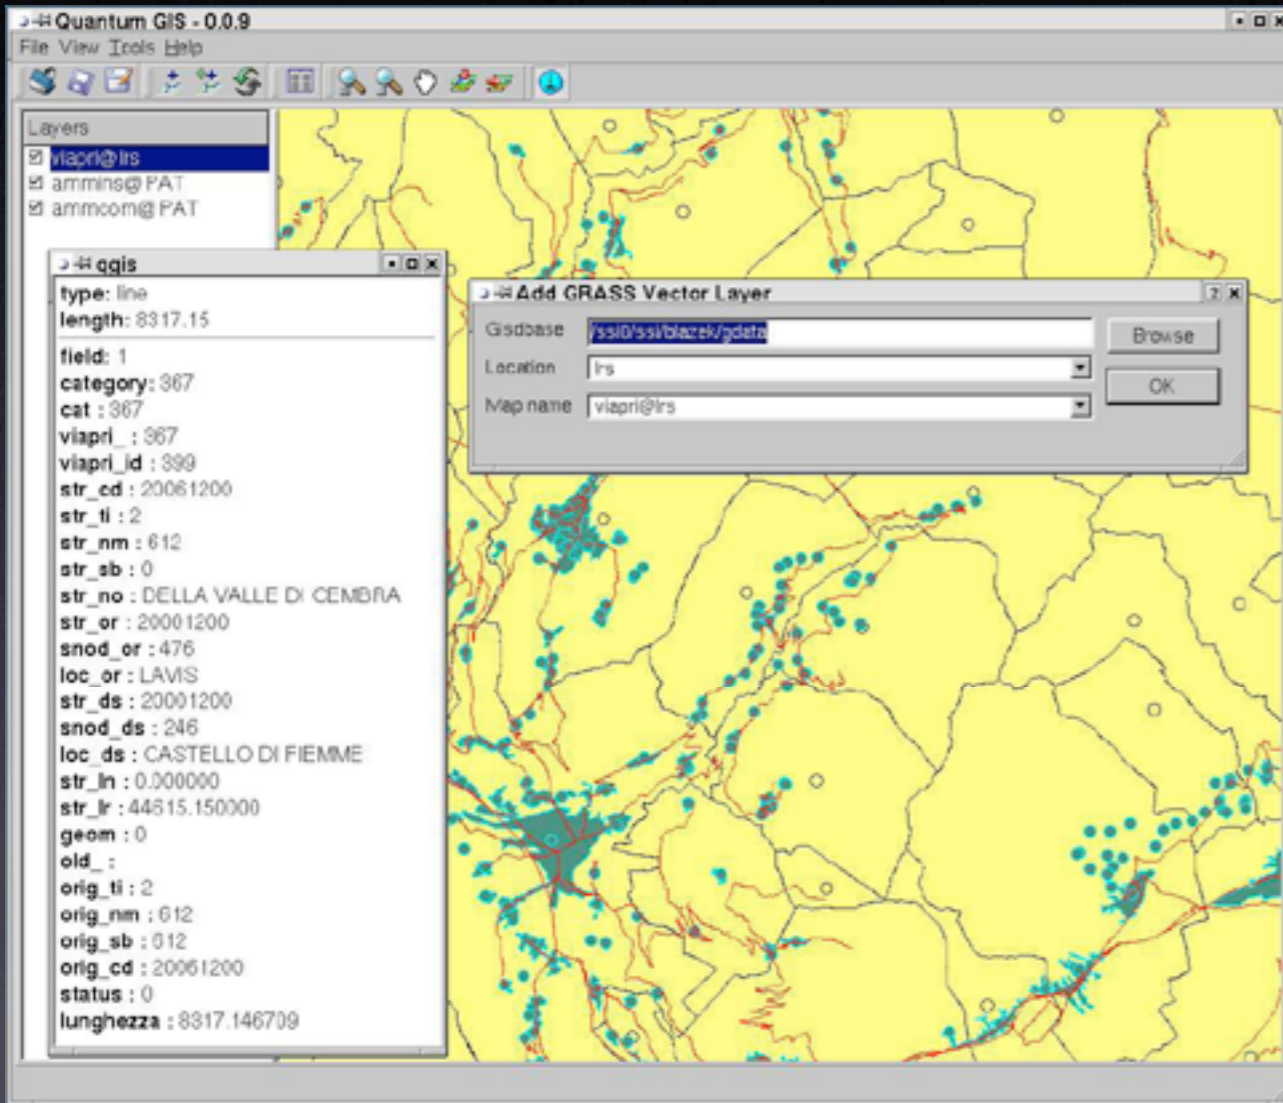 Quantum GIS - 0.0.9
File View Tools Help
Layers
viapri@lrs
ammins@PAT
ammcom@PAT
qgis
type: line
length: 8317.15
field: 1
category: 367
cat : 367
viapri_ : 367
viapri_id : 399
str_cd : 20061200
str_ti : 2
str_nm : 612
str_sb : 0
str_no : DELLA VALLE DI CEMBRA
str_or : 20001200
snod_or : 476
loc_or : LAVIS
str_ds : 20001200
snod_ds : 246
loc_ds : CASTELLO DI FIEMME
str_ln : 0.000000
str_lr : 44615.150000
geom : 0
old_ :
orig_ti : 2
orig_nm : 612
orig_sb : 612
orig_cd : 20061200
status : 0
lunghezza : 8317.146709
Add GRASS Vector Layer
Gisdbase /ssi0/ssi/blazek/gdata Browse
Location lrs OK
Map name viapri@lrs